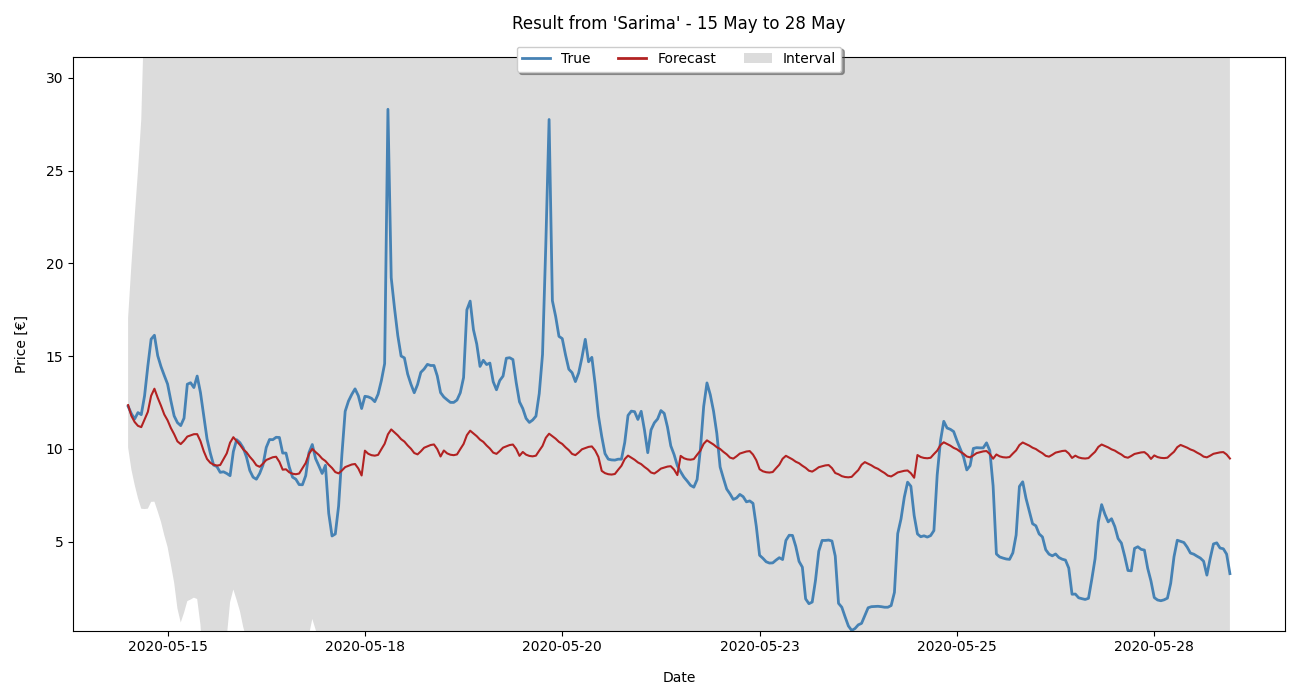 Result from 'Sarima' - 15 May to 28 May
True Forecast Interval
30
25
20
15
10
5
Price [€]
2020-05-15 2020-05-18 2020-05-20 2020-05-23 2020-05-25 2020-05-28
Date